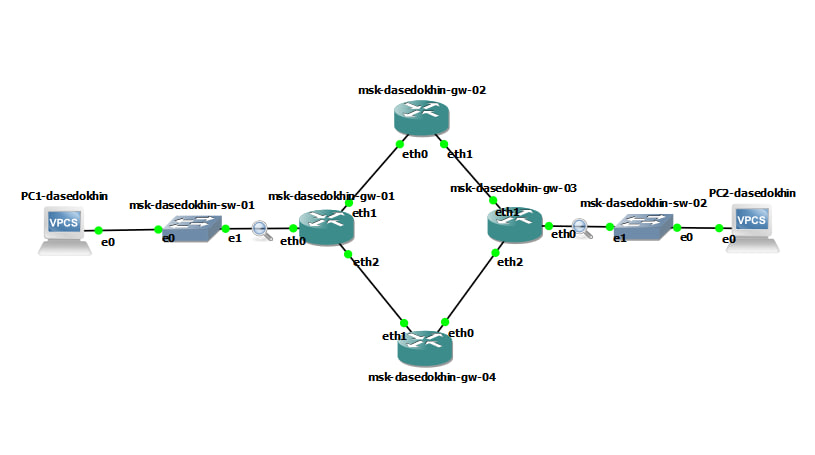 msk-dasedokhin-gw-02
eth0
eth1
PC1-dasedokhin
VPCS
e0
msk-dasedokhin-sw-01
e0
e1
msk-dasedokhin-gw-01
eth0
eth1
eth2
msk-dasedokhin-gw-03
eth1
eth0
eth2
msk-dasedokhin-sw-02
e1
e0
PC2-dasedokhin
VPCS
e0
eth1
eth0
msk-dasedokhin-gw-04